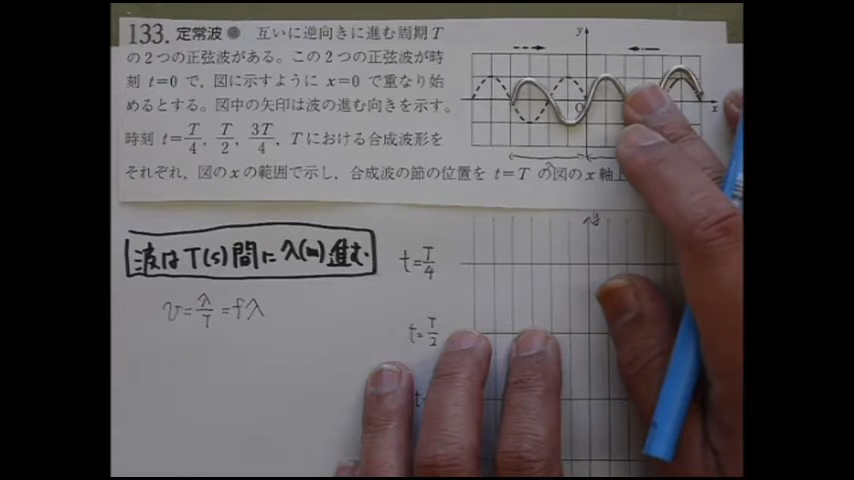 133. 定常波 互いに逆向きに進む周期T
の2つの正弦波がある。この2つの正弦波が時
刻 t=0 で，図に示すように x=0 で重なり始
めるとする。図中の矢印は波の進む向きを示す。
時刻 t=T/4, T/2, 3T/4, T における合成波形を
それぞれ，図のxの範囲で示し，合成波の節の位置を t=T の図のx軸上
y
O
x
波はT(s)間にλ(m)進む
v=λ/T=fλ
y
t=T/4
t=T/2
t